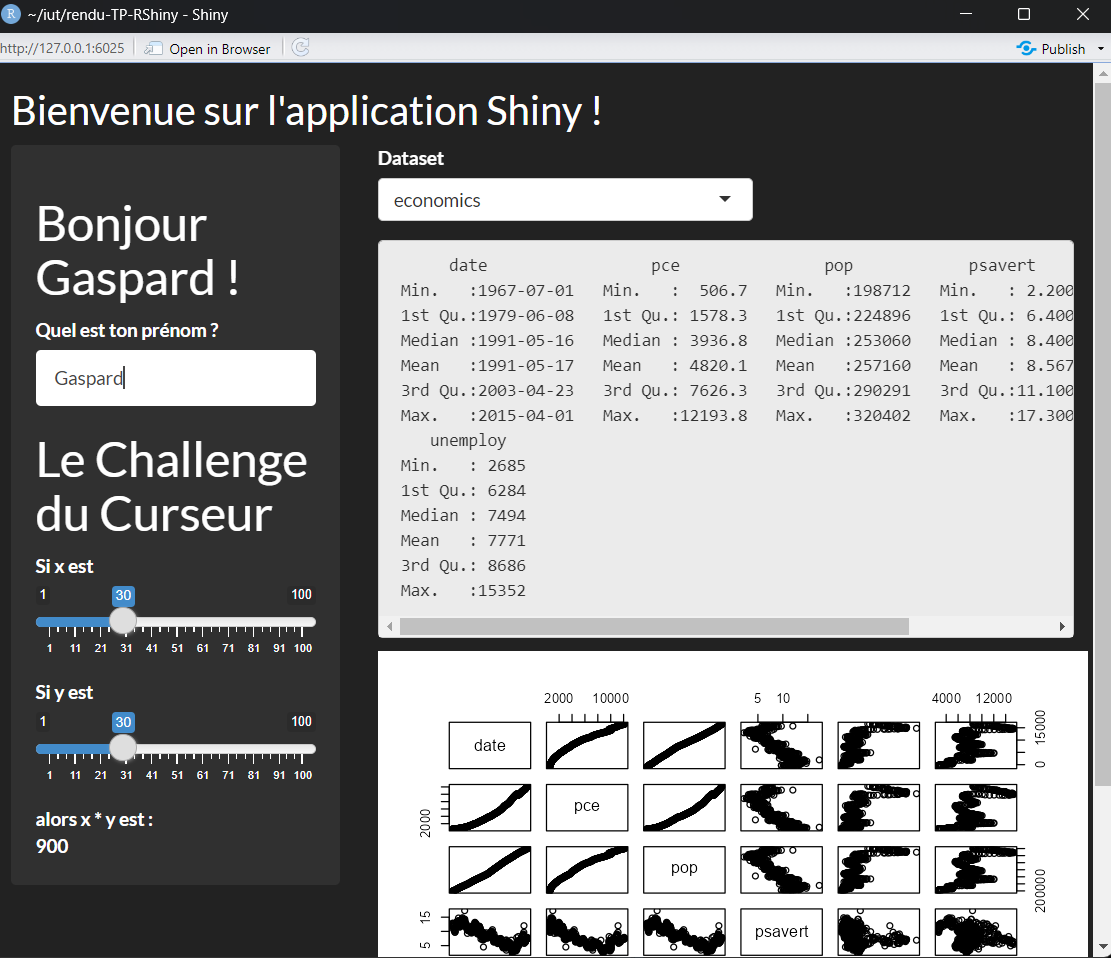 R ~/iut/rendu-TP-RShiny - Shiny
http://127.0.0.1:6025 Open in Browser Publish
Bienvenue sur l'application Shiny !
Bonjour
Gaspard !
Quel est ton prénom ?
Gaspard
Le Challenge
du Curseur
Si x est
1 30 100
1 11 21 31 41 51 61 71 81 91 100
Si y est
1 30 100
1 11 21 31 41 51 61 71 81 91 100
alors x * y est :
900
Dataset
economics
date pce pop psavert
Min. :1967-07-01 Min. : 506.7 Min. :198712 Min. : 2.200
1st Qu.:1979-06-08 1st Qu.: 1578.3 1st Qu.:224896 1st Qu.: 6.400
Median :1991-05-16 Median : 3936.8 Median :253060 Median : 8.400
Mean :1991-05-17 Mean : 4820.1 Mean :257160 Mean : 8.567
3rd Qu.:2003-04-23 3rd Qu.: 7626.3 3rd Qu.:290291 3rd Qu.:11.100
Max. :2015-04-01 Max. :12193.8 Max. :320402 Max. :17.300
unemploy
Min. : 2685
1st Qu.: 6284
Median : 7494
Mean : 7771
3rd Qu.: 8686
Max. :15352
2000 10000 5 10 4000 12000
date 0 15000
2000 pce
pop 200000
5 15 psavert